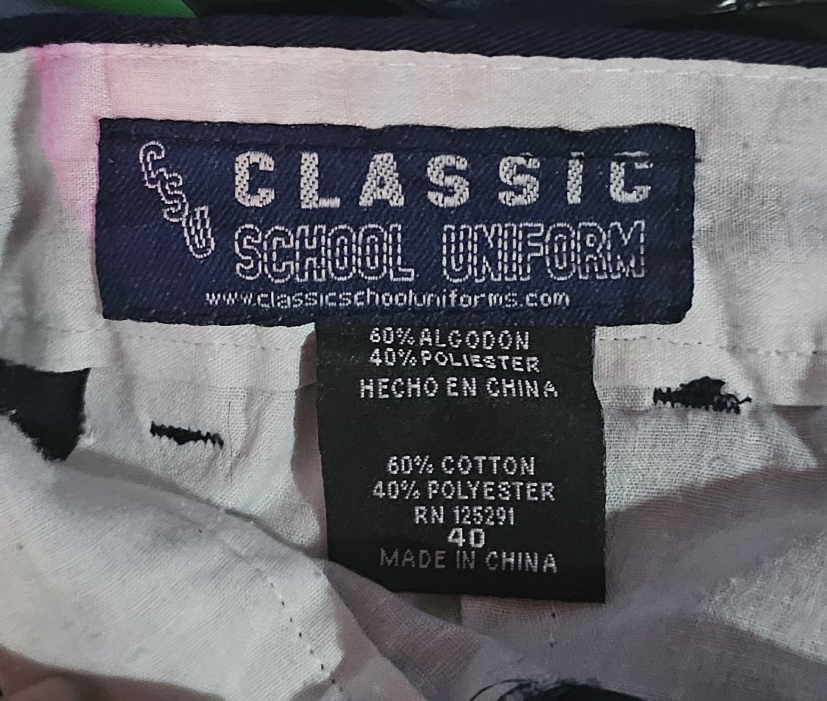 CSU
CLASSIC
SCHOOL UNIFORM
www.classicschooluniforms.com
60% ALGODON
40% POLIESTER
HECHO EN CHINA
60% COTTON
40% POLYESTER
RN 125291
40
MADE IN CHINA